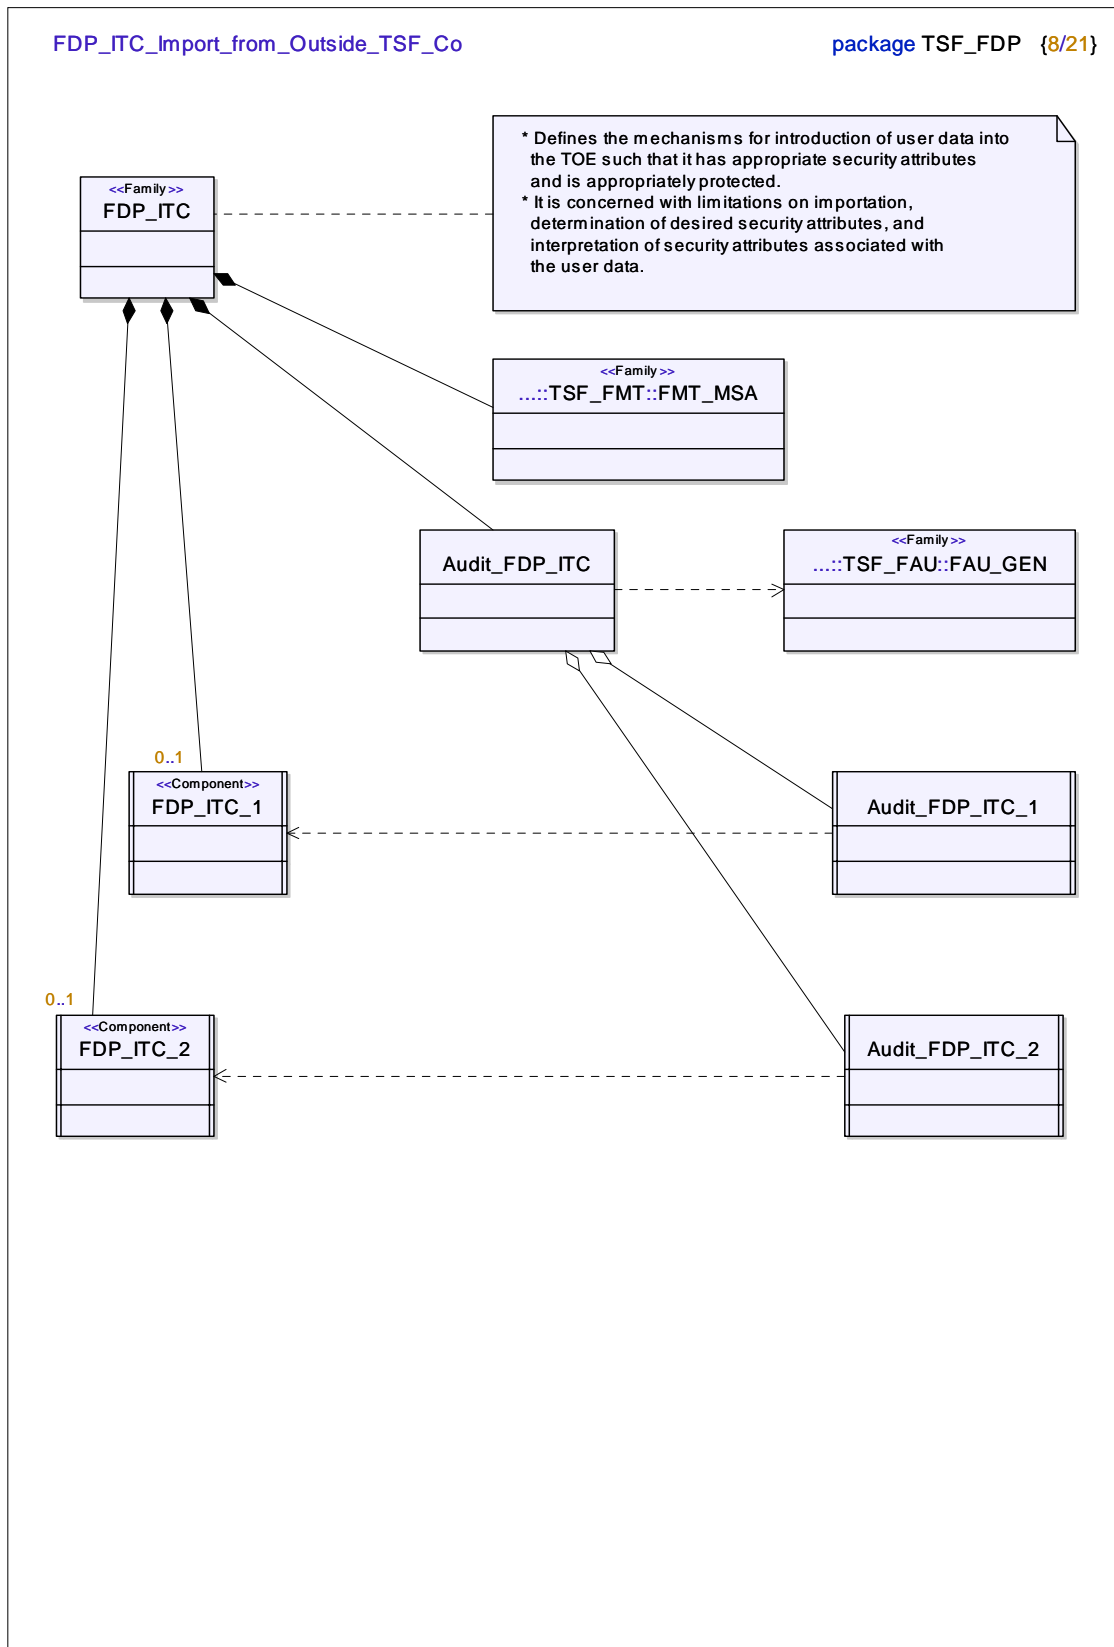 FDP_ITC_Import_from_Outside_TSF_Co
package TSF_FDP {8/21}
* Defines the mechanisms for introduction of user data into
the TOE such that it has appropriate security attributes
and is appropriately protected.
* It is concerned with limitations on importation,
determination of desired security attributes, and
interpretation of security attributes associated with
the user data.
<<Family>>
FDP_ITC
<<Family>>
...::TSF_FMT::FMT_MSA
Audit_FDP_ITC
<<Family>>
...::TSF_FAU::FAU_GEN
0..1
<<Component>>
FDP_ITC_1
Audit_FDP_ITC_1
0..1
<<Component>>
FDP_ITC_2
Audit_FDP_ITC_2